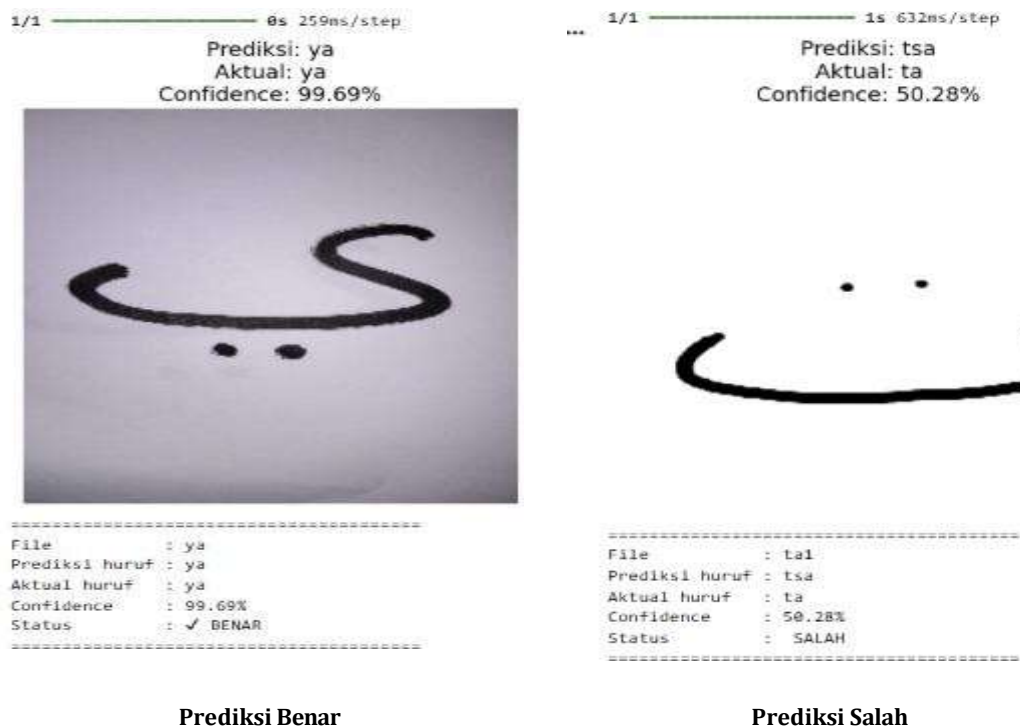 1/1 ━━━━━━━━━━ 0s 259ms/step
Prediksi: ya
Aktual: ya
Confidence: 99.69%
ي
========================================
File : ya
Prediksi huruf : ya
Aktual huruf : ya
Confidence : 99.69%
Status : ✓ BENAR
========================================
Prediksi Benar
...
1/1 ━━━━━━━━━━ 1s 632ms/step
Prediksi: tsa
Aktual: ta
Confidence: 50.28%
ت
========================================
File : ta1
Prediksi huruf : tsa
Aktual huruf : ta
Confidence : 50.28%
Status : SALAH
========================================
Prediksi Salah